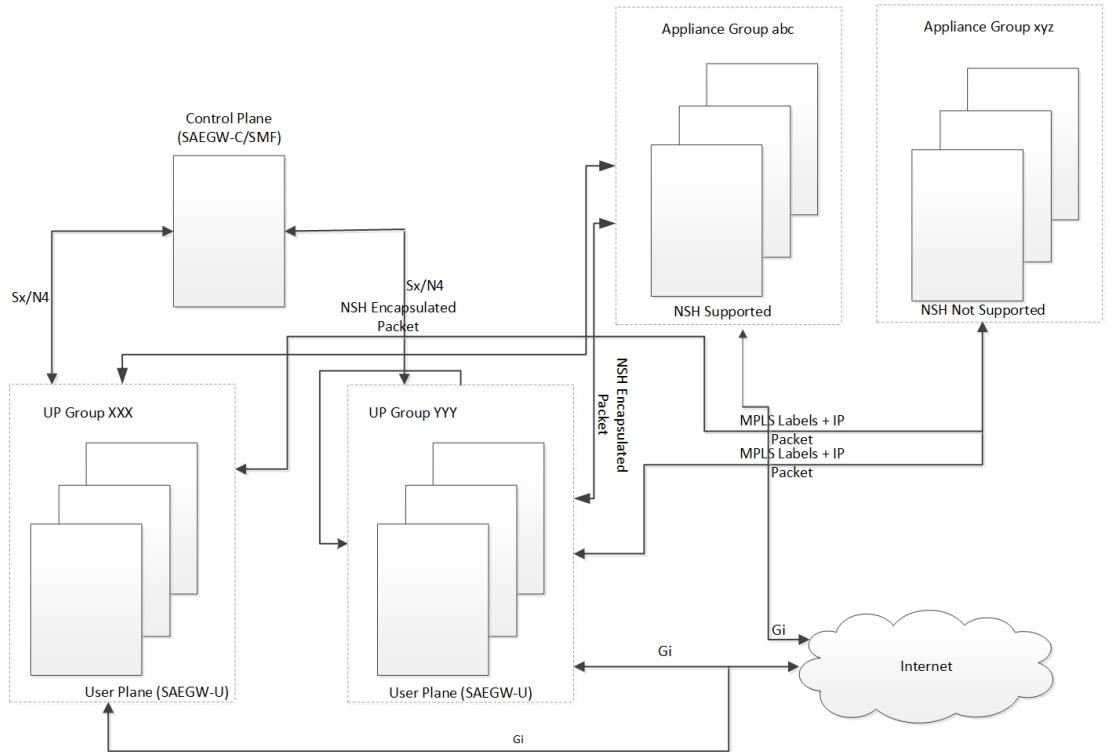 Appliance Group abc
Appliance Group xyz
Control Plane
(SAEGW-C/SMF)
Sx/N4
Sx/N4
NSH Encapsulated
Packet
NSH Supported
NSH Not Supported
NSH Encapsulated
Packet
UP Group XXX
UP Group YYY
MPLS Labels + IP
Packet
MPLS Labels + IP
Packet
Gi
Gi
Internet
User Plane (SAEGW-U)
User Plane (SAEGW-U)
Gi